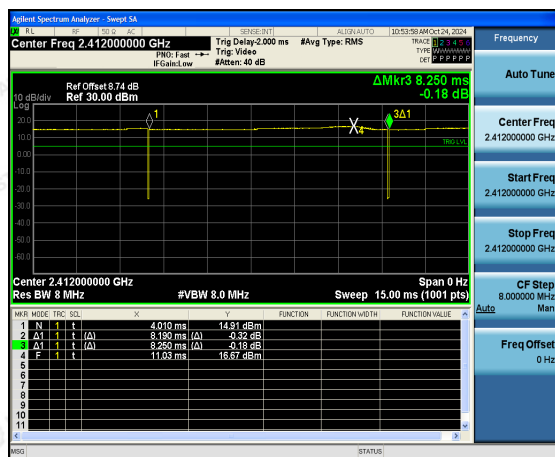 Agilent Spectrum Analyzer - Swept SA
RL RF 50 Ω AC SENSE:INT ALIGNAUTO 10:53:58 AM Oct 24, 2024
Center Freq 2.412000000 GHz
PNO: Fast
IFGain:Low
Trig Delay-2.000 ms
Trig: Video
#Atten: 40 dB
#Avg Type: RMS
TRACE 1 2 3 4 5 6
TYPE
DET P P P P P P
Ref Offset 8.74 dB
10 dB/div Ref 30.00 dBm
ΔMkr3 8.250 ms
-0.18 dB
Log
20.0
10.0
0.00
-10.0
-20.0
-30.0
-40.0
-50.0
-60.0
1
3Δ1
4
TRIG LVL
Center 2.412000000 GHz Span 0 Hz
Res BW 8 MHz #VBW 8.0 MHz Sweep 15.00 ms (1001 pts)
MKR MODE TRC SCL X Y FUNCTION FUNCTION WIDTH FUNCTION VALUE
1 N 1 t 4.010 ms 14.91 dBm
2 Δ1 1 t (Δ) 8.190 ms (Δ) -0.32 dB
3 Δ1 1 t (Δ) 8.250 ms (Δ) -0.18 dB
4 F 1 t 11.03 ms 16.67 dBm
5
6
7
8
9
10
11
MSG STATUS
Frequency
Auto Tune
Center Freq
2.412000000 GHz
Start Freq
2.412000000 GHz
Stop Freq
2.412000000 GHz
CF Step
8.000000 MHz
Auto Man
Freq Offset
0 Hz